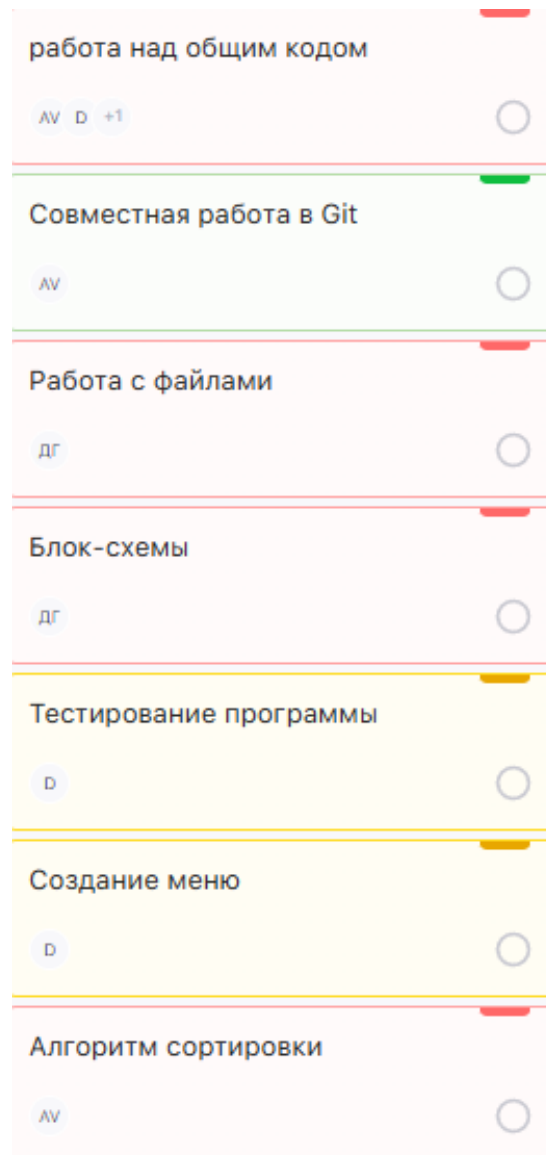 работа над общим кодом
AV D +1
Совместная работа в Git
AV
Работа с файлами
ДГ
Блок-схемы
ДГ
Тестирование программы
D
Создание меню
D
Алгоритм сортировки
AV